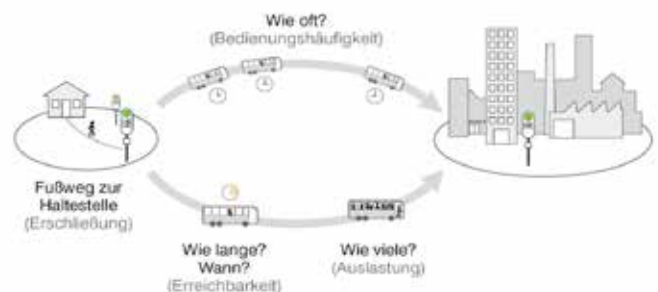 Wie oft?
(Bedienungshäufigkeit)
Fußweg zur
Haltestelle
(Erschließung)
Wie lange?
Wann?
(Erreichbarkeit)
Wie viele?
(Auslastung)